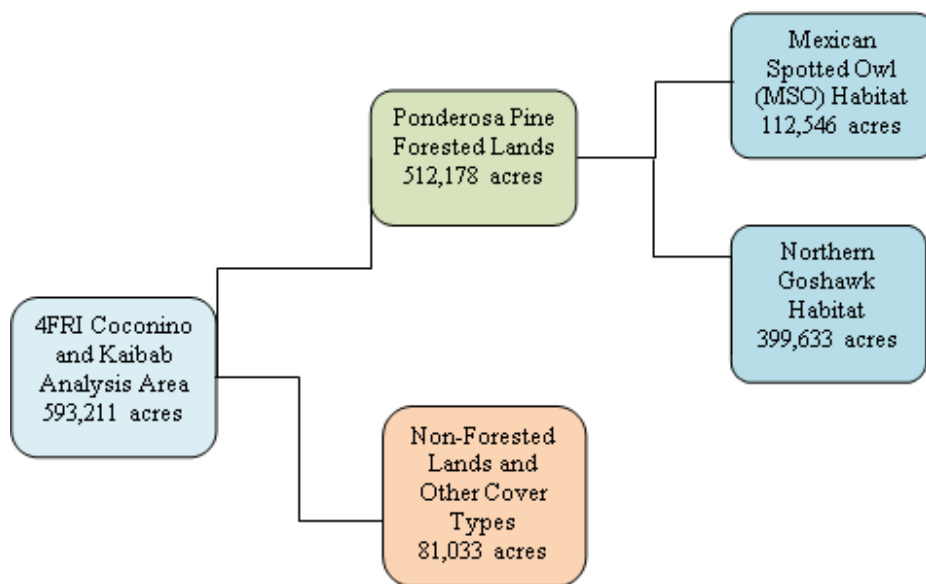 4FRI Coconino
and Kaibab
Analysis Area
593,211 acres
Ponderosa Pine
Forested Lands
512,178 acres
Non-Forested
Lands and
Other Cover
Types
81,033 acres
Mexican
Spotted Owl
(MSO) Habitat
112,546 acres
Northern
Goshawk
Habitat
399,633 acres